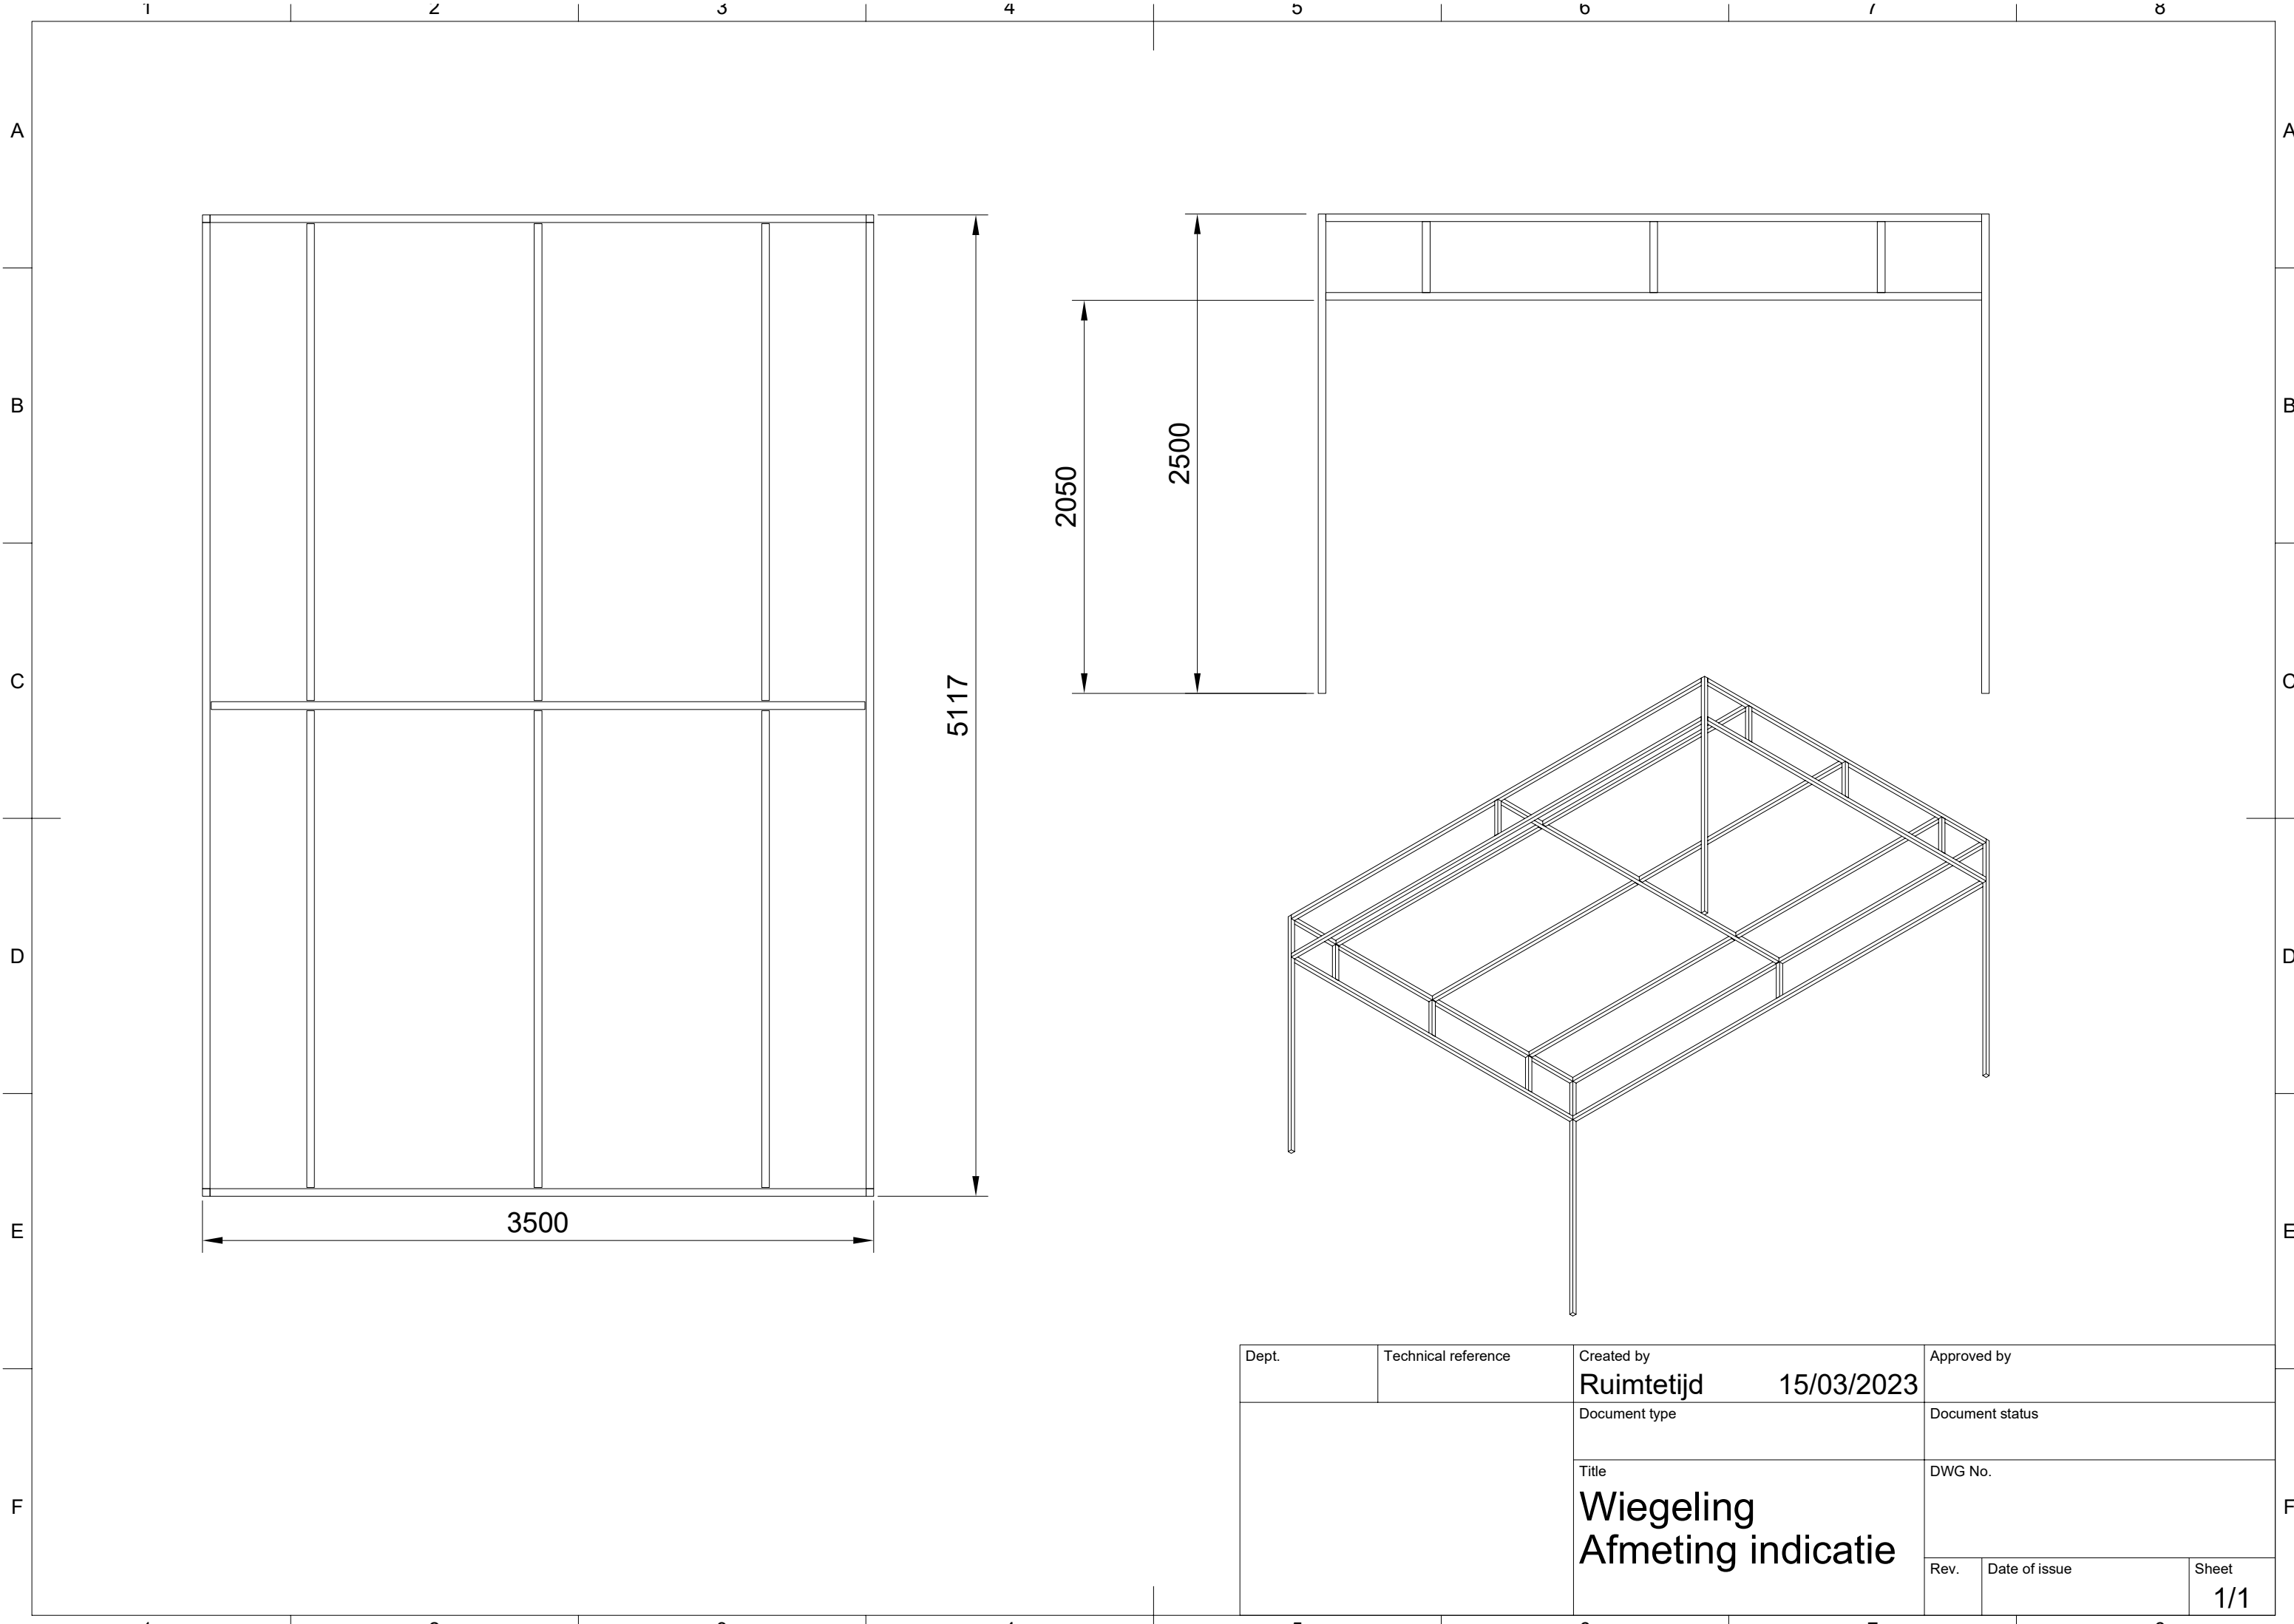 1 2 3 4 5 6 7 8
A A
B B
2500
2050
C C
5117
D D
E E
3500
Dept. Technical reference Created by Approved by
Ruimtetijd 15/03/2023
Document type Document status
Title DWG No.
F F
Wiegeling
Afmeting indicatie
Rev. Date of issue Sheet
1/1